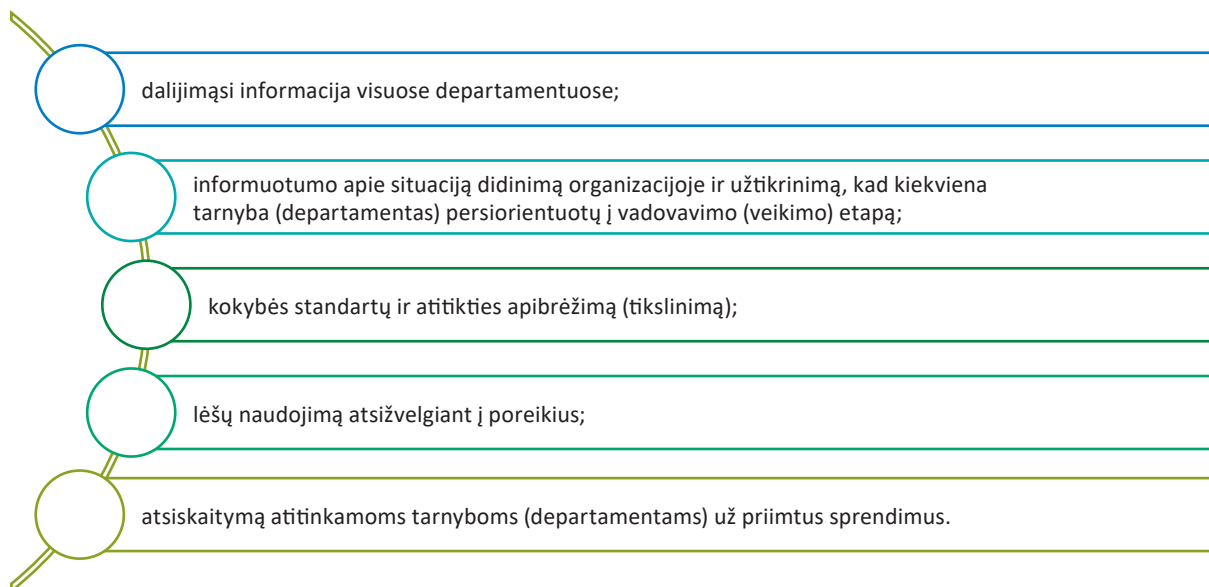 dalijimąsi informacija visuose departamentuose;
informuotumo apie situaciją didinimą organizacijoje ir užtikrinimą, kad kiekviena
tarnyba (departamentas) persiorientuotų į vadovavimo (veikimo) etapą;
kokybės standartų ir atitikties apibrėžimą (tikslinimą);
lėšų naudojimą atsižvelgiant į poreikius;
atsiskaitymą atitinkamoms tarnyboms (departamentams) už priimtus sprendimus.